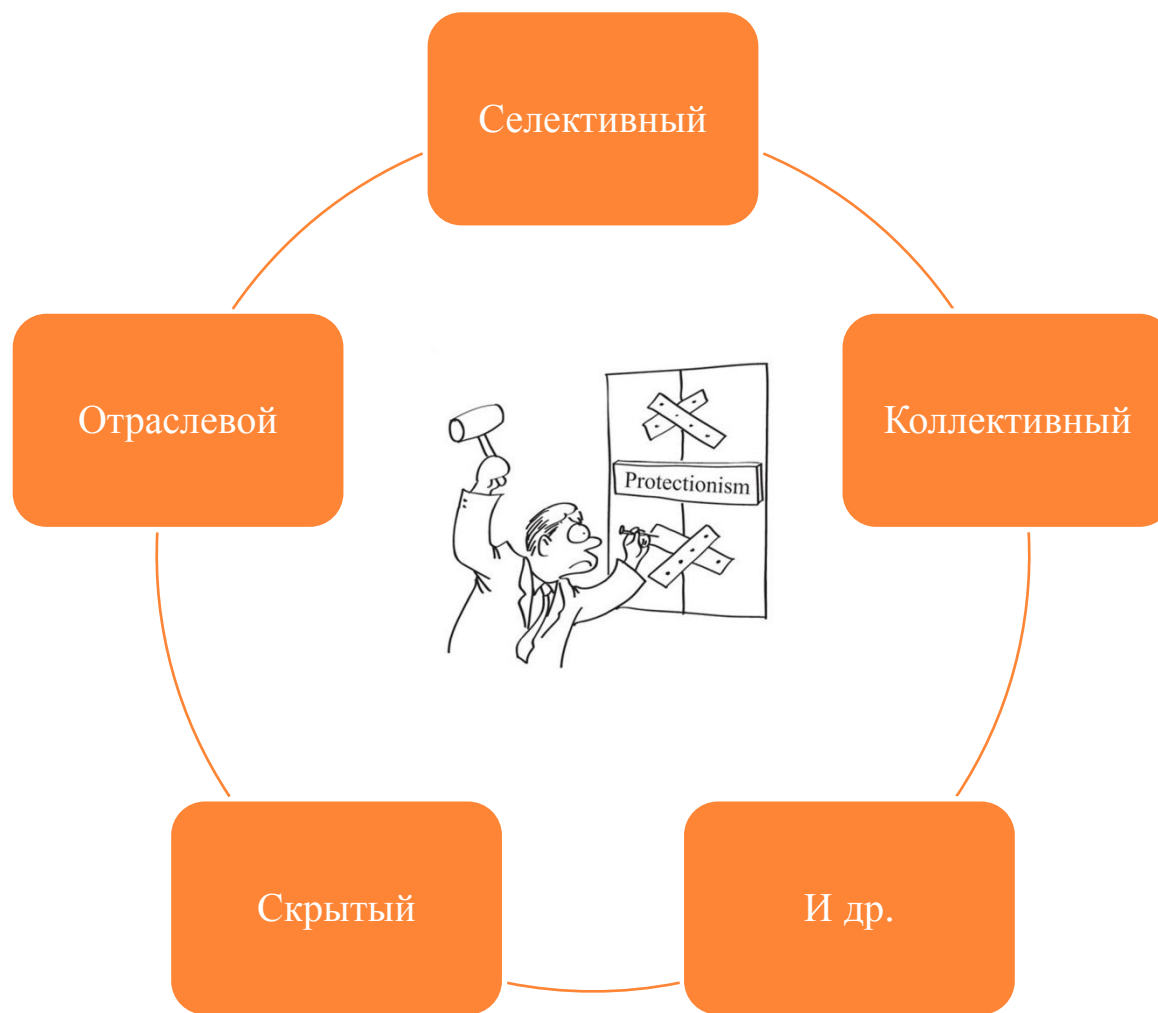 Селективный
Отраслевой
Коллективный
Protectionism
Скрытый
И др.